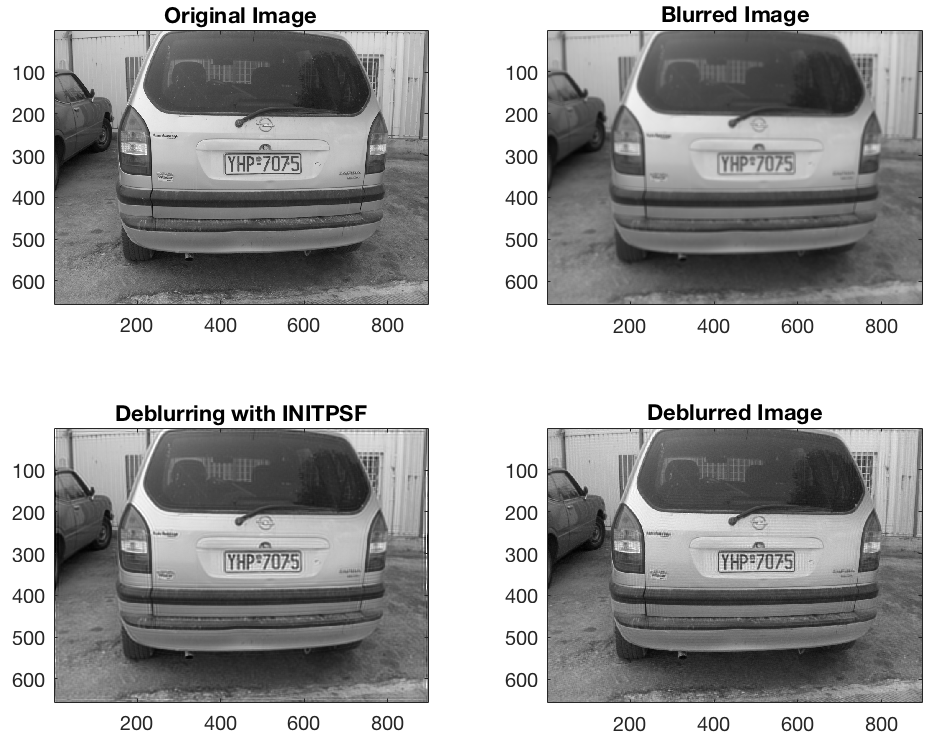 Original Image
100
200
300
400
500
600
YHP 7075
200 400 600 800
Blurred Image
100
200
300
400
500
600
YHP 7075
200 400 600 800
Deblurring with INITPSF
100
200
300
400
500
600
YHP 7075
200 400 600 800
Deblurred Image
100
200
300
400
500
600
YHP 7075
200 400 600 800